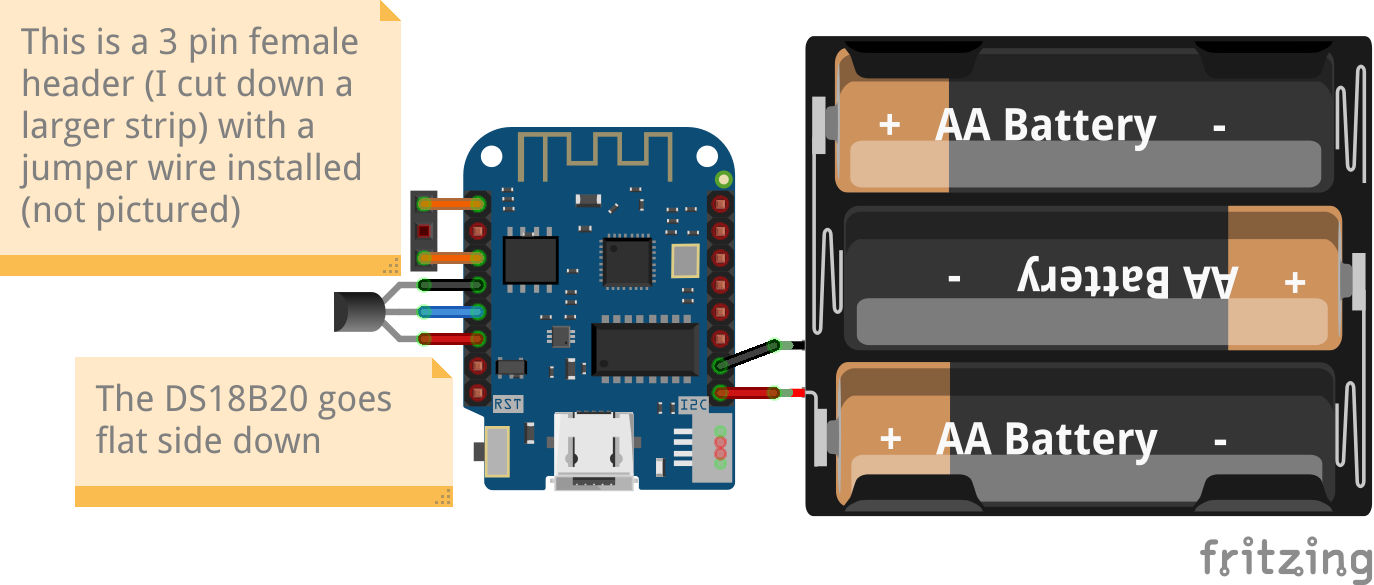 This is a 3 pin female
header (I cut down a
larger strip) with a
jumper wire installed
(not pictured)
The DS18B20 goes
flat side down
RST
I2C
+ AA Battery -
+ AA Battery -
+ AA Battery -
fritzing